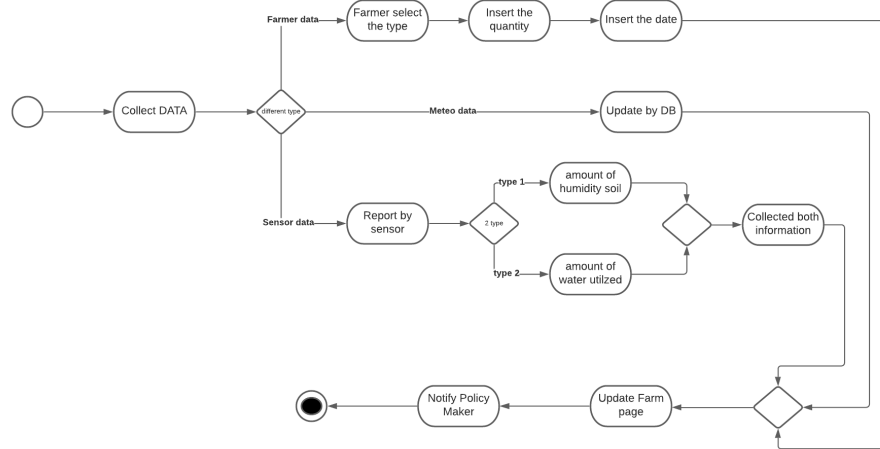 Farmer data
Farmer select
the type
Insert the
quantity
Insert the date
Collect DATA
different type
Meteo data
Update by DB
Sensor data
Report by
sensor
2 type
type 1
amount of
humidity soil
type 2
amount of
water utilzed
Collected both
information
Notify Policy
Maker
Update Farm
page